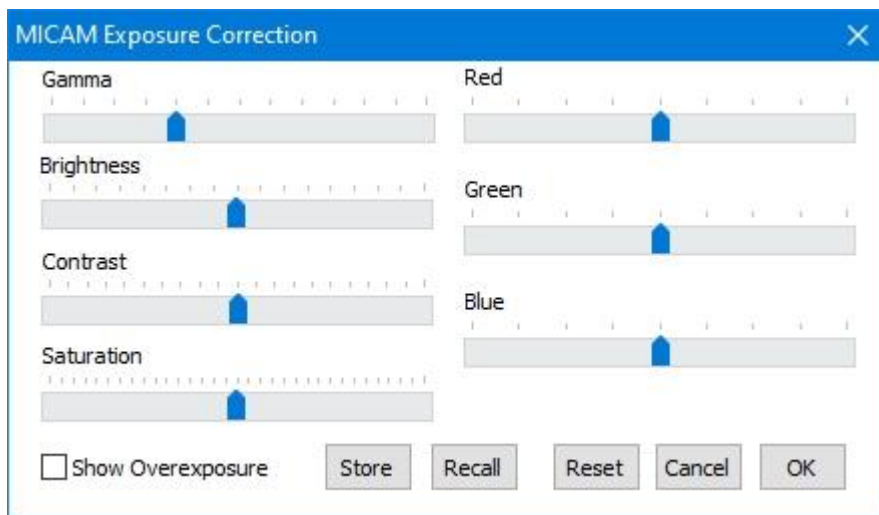 MICAM Exposure Correction
Gamma
Brightness
Contrast
Saturation
Red
Green
Blue
Show Overexposure
Store
Recall
Reset
Cancel
OK